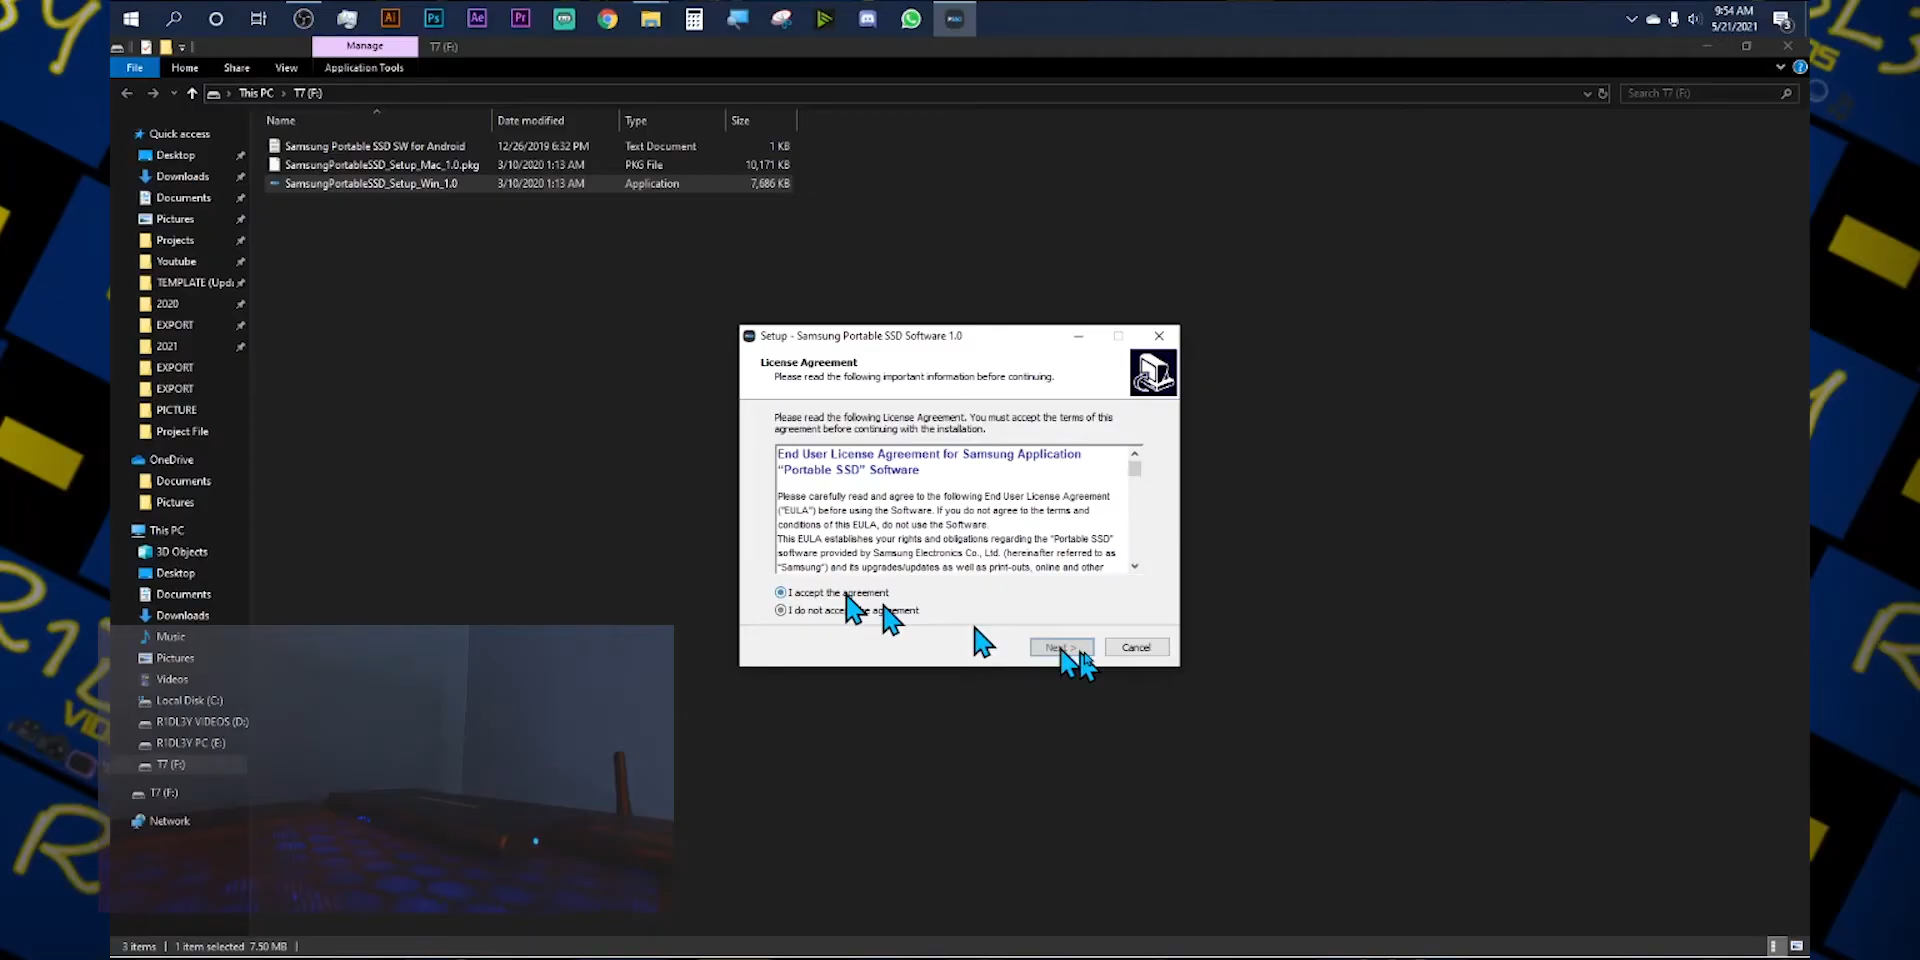 9:54 AM
5/21/2021
Manage
T7 (F:)
File
Home
Share
View
Application Tools
This PC
T7 (F:)
Search T7 (F:)
Name
Date modified
Type
Size
Samsung Portable SSD SW for Android
12/26/2019 6:32 PM
Text Document
1 KB
SamsungPortableSSD_Setup_Mac_1.0.pkg
3/10/2020 1:13 AM
PKG File
10,171 KB
SamsungPortableSSD_Setup_Win_1.0
3/10/2020 1:13 AM
Application
7,686 KB
Quick access
Desktop
Downloads
Documents
Pictures
Projects
Youtube
TEMPLATE (Upd
2020
EXPORT
2021
EXPORT
EXPORT
PICTURE
Project File
OneDrive
Documents
Pictures
This PC
3D Objects
Desktop
Documents
Downloads
Music
Pictures
Videos
Local Disk (C:)
R1DL3Y VIDEOS (D:)
R1DL3Y PC (E:)
T7 (F:)
T7 (F:)
Network
Setup - Samsung Portable SSD Software 1.0
License Agreement
Please read the following important information before continuing.
Please read the following License Agreement. You must accept the terms of this
agreement before continuing with the installation.
End User License Agreement for Samsung Application
"Portable SSD" Software
Please carefully read and agree to the following End User License Agreement
("EULA") before using the Software. If you do not agree to the terms and
conditions of this EULA, do not use the Software.
This EULA establishes your rights and obligations regarding the "Portable SSD"
software provided by Samsung Electronics Co., Ltd. (hereinafter referred to as
"Samsung") and its upgrades/updates as well as print-outs, online and other
I accept the agreement
I do not accept the agreement
Next >
Cancel
3 items
1 item selected 7.50 MB